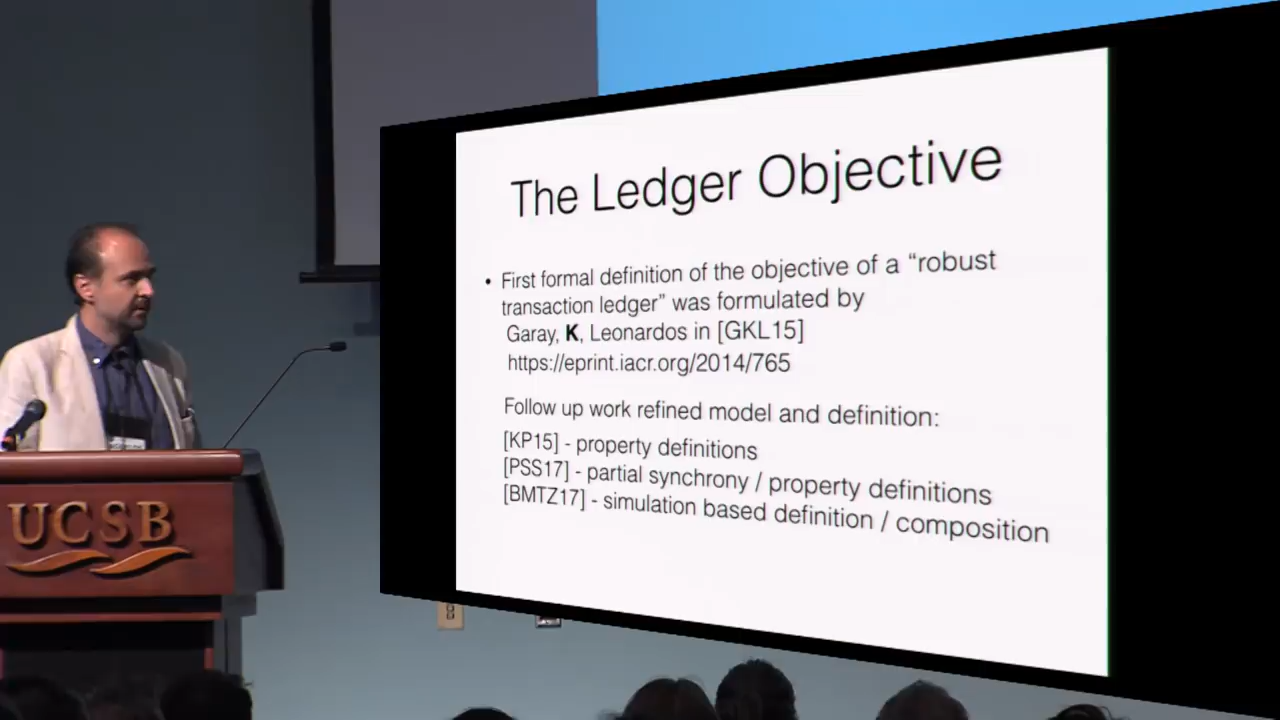 The Ledger Objective
• First formal definition of the objective of a “robust
transaction ledger” was formulated by
Garay, K, Leonardos in [GKL15]
https://eprint.iacr.org/2014/765
Follow up work refined model and definition:
[KP15] - property definitions
[PSS17] - partial synchrony / property definitions
[BMTZ17] - simulation based definition / composition
UCSB